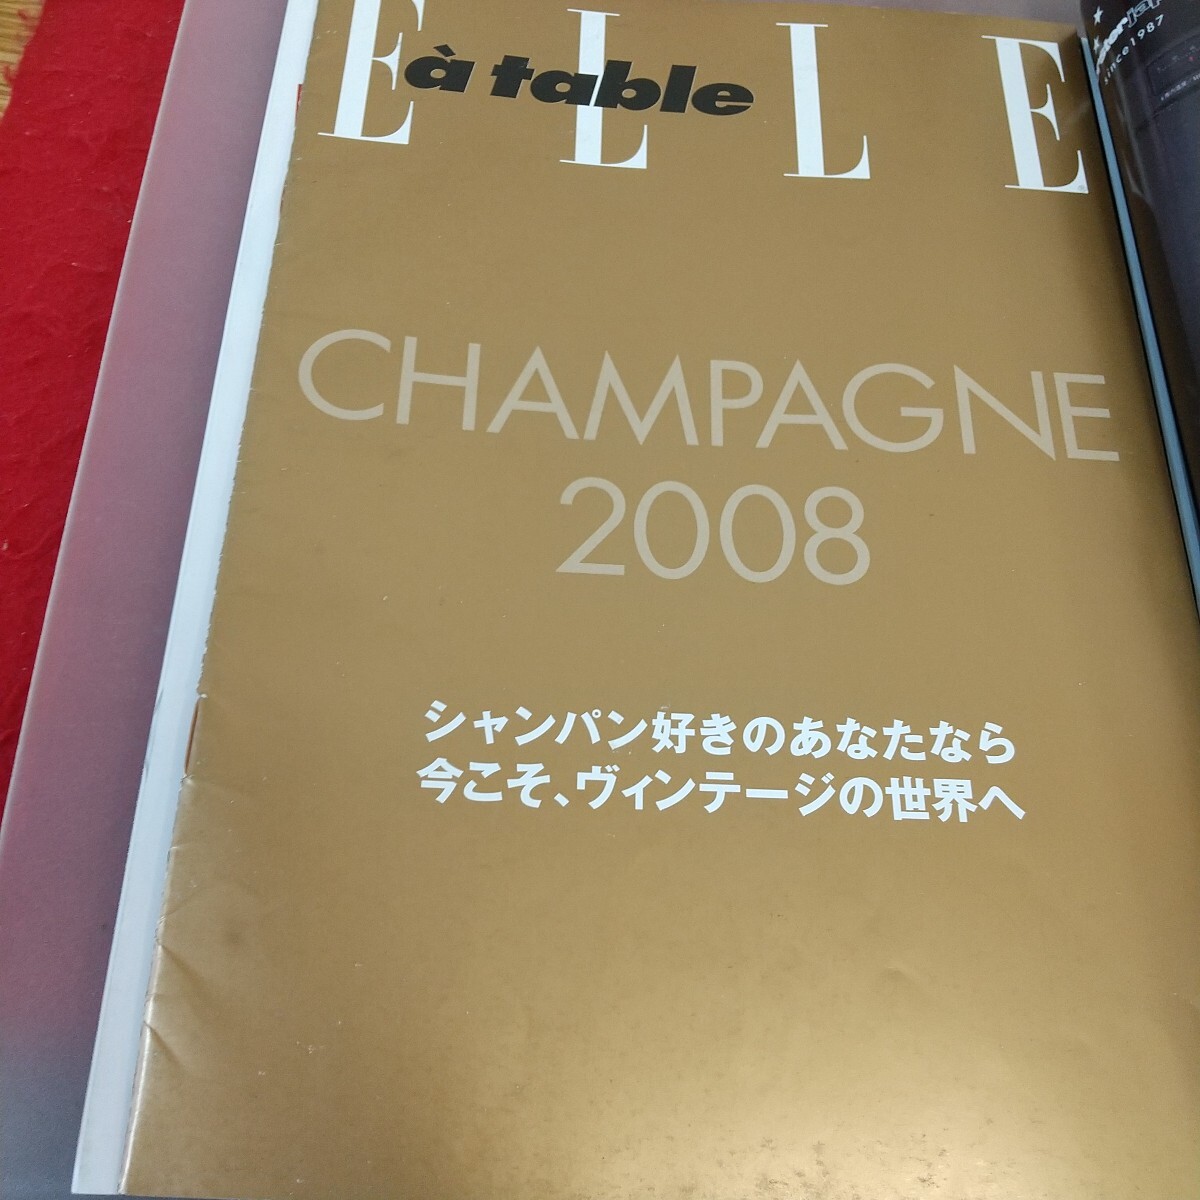 ELLE
à table
CHAMPAGNE
2008
シャンパン好きのあなたなら
今こそ、ヴィンテージの世界へ
since1987